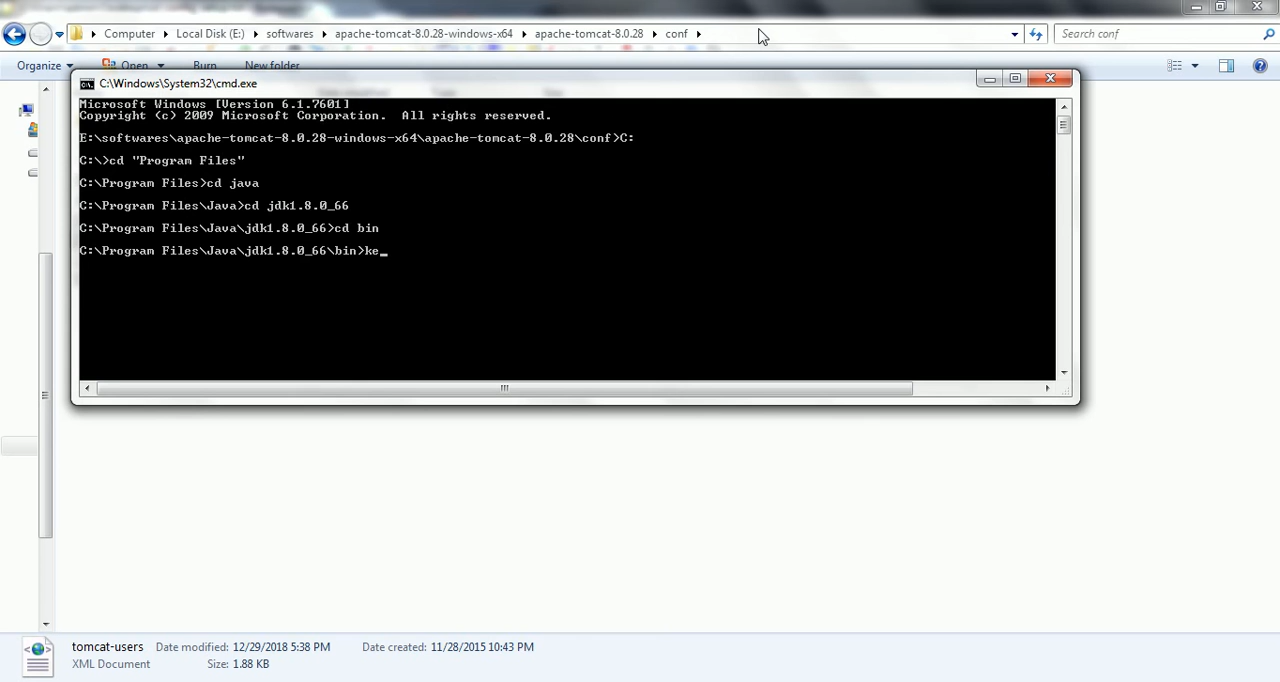 Computer Local Disk (E:) softwares apache-tomcat-8.0.28-windows-x64 apache-tomcat-8.0.28 conf Search conf
Organize Open Burn New folder
C:\Windows\System32\cmd.exe
Microsoft Windows [Version 6.1.7601]
Copyright (c) 2009 Microsoft Corporation.  All rights reserved.
E:\softwares\apache-tomcat-8.0.28-windows-x64\apache-tomcat-8.0.28\conf>C:
C:\>cd "Program Files"
C:\Program Files>cd java
C:\Program Files\Java>cd jdk1.8.0_66
C:\Program Files\Java\jdk1.8.0_66>cd bin
C:\Program Files\Java\jdk1.8.0_66\bin>ke_
tomcat-users Date modified: 12/29/2018 5:38 PM Date created: 11/28/2015 10:43 PM
XML Document Size: 1.88 KB